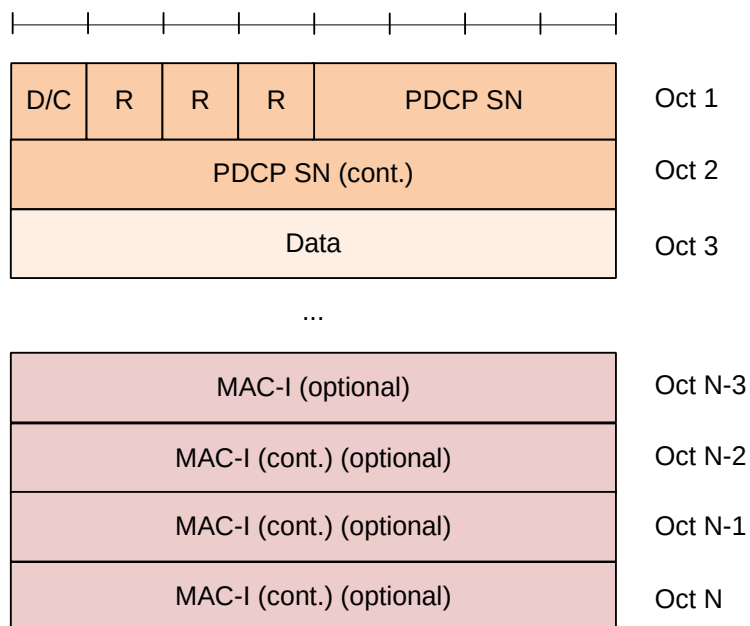 D/C R R R PDCP SN Oct 1
PDCP SN (cont.) Oct 2
Data Oct 3
...
MAC-I (optional) Oct N-3
MAC-I (cont.) (optional) Oct N-2
MAC-I (cont.) (optional) Oct N-1
MAC-I (cont.) (optional) Oct N